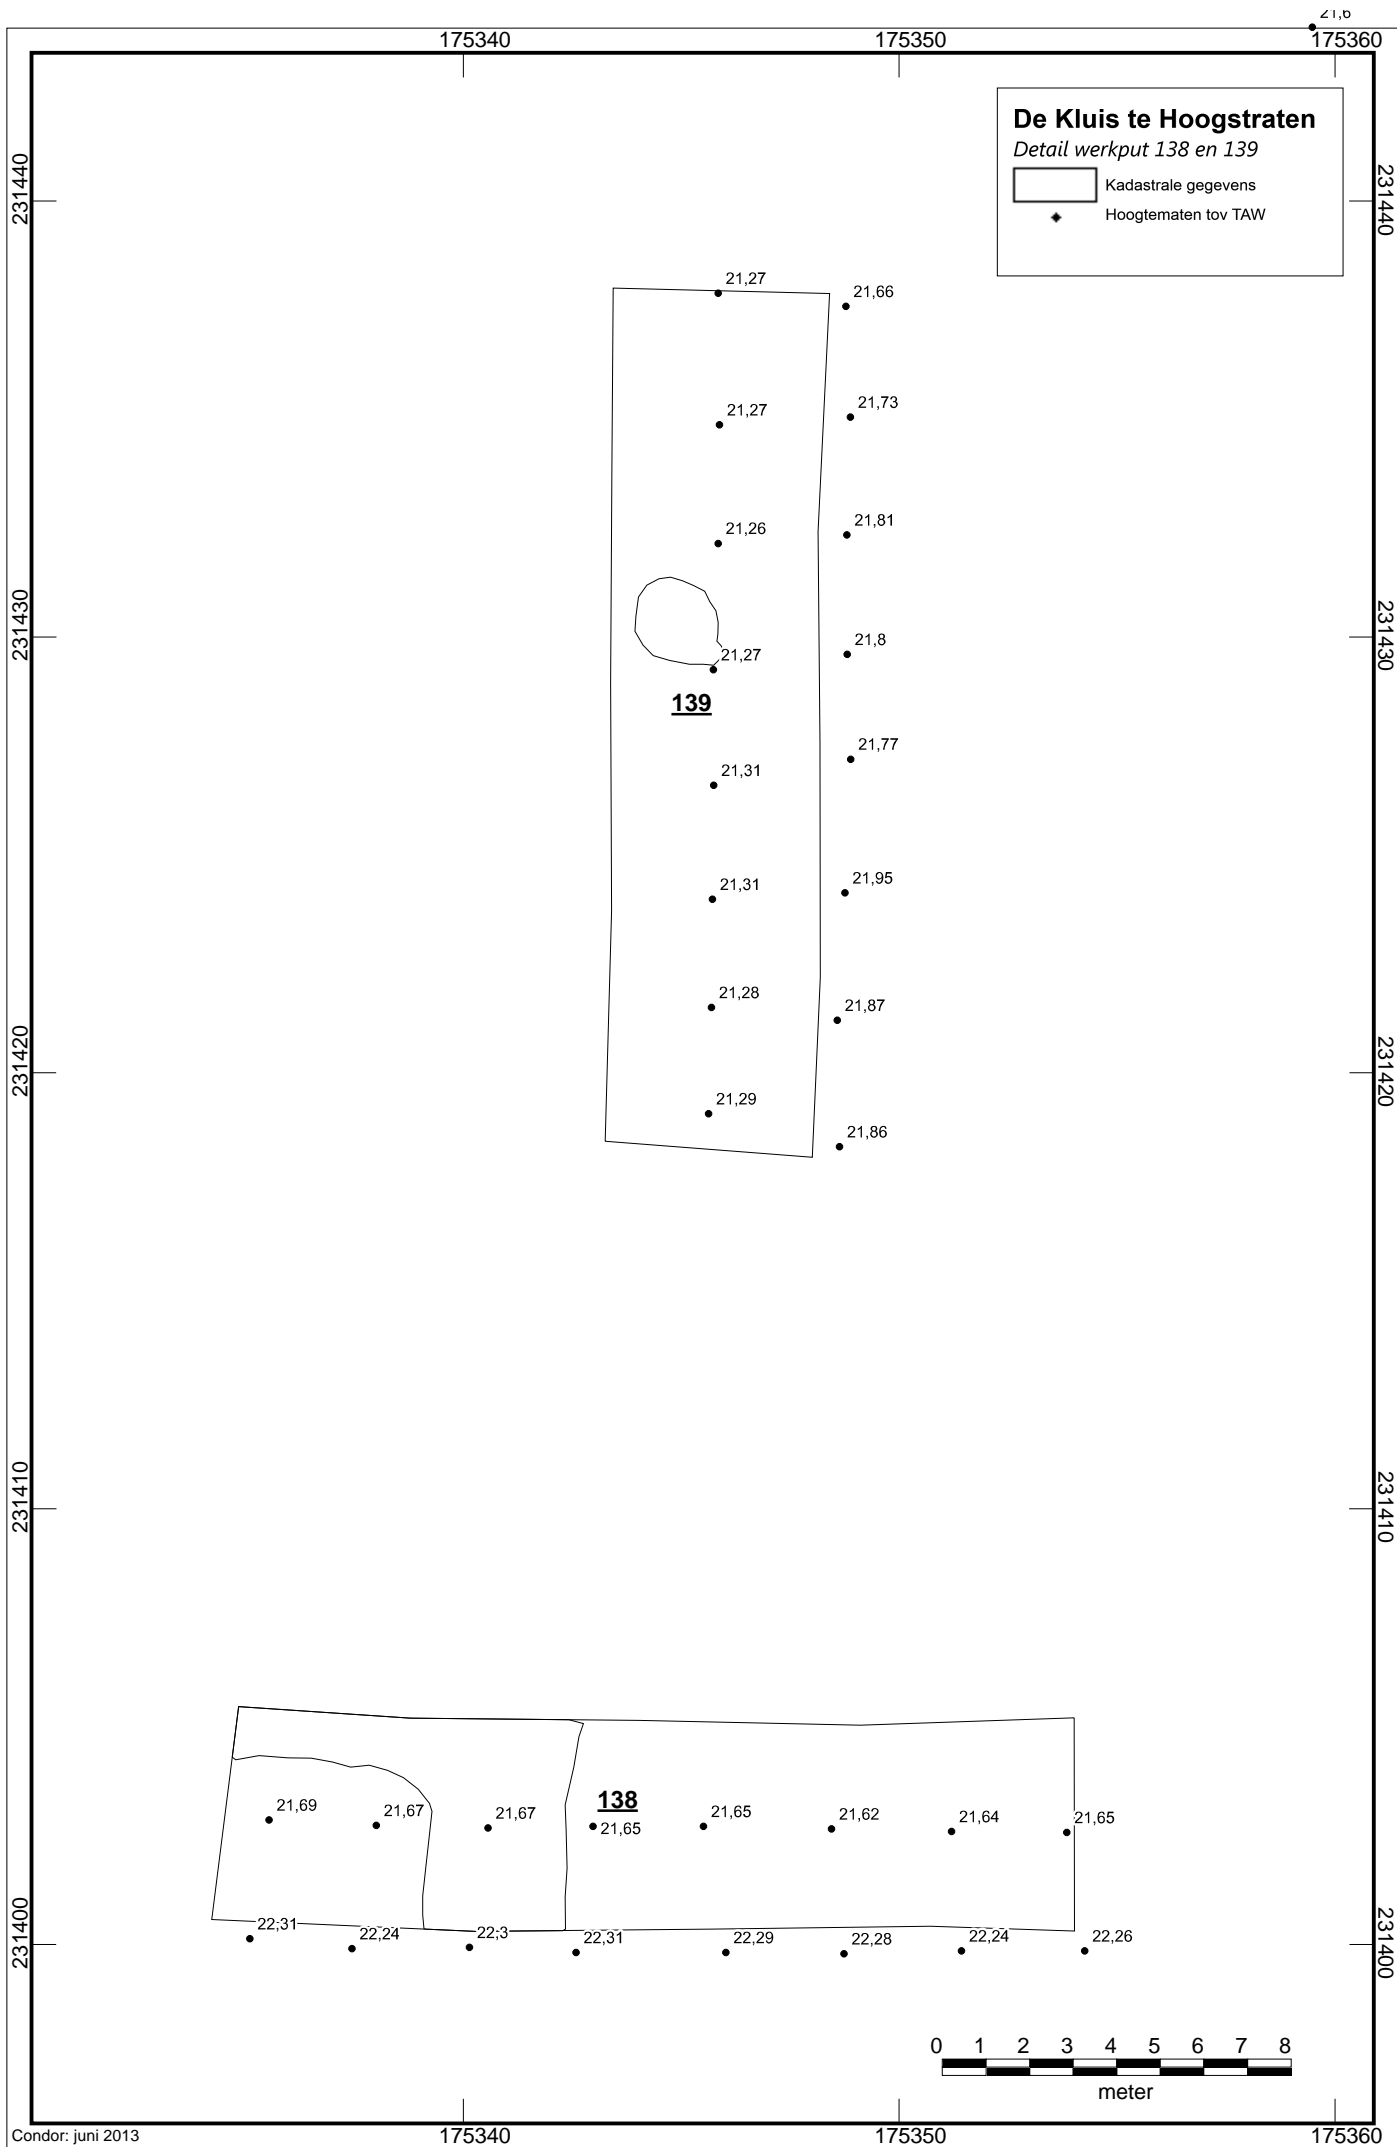 21,6
175340 175350 175360
De Kluis te Hoogstraten
Detail werkput 138 en 139
Kadastrale gegevens
Hoogtematen tov TAW
231440 231440
21,27 21,66
21,73
21,27
21,81
21,26
231430 231430
21,8
21,27
139
21,77
21,31
21,95
21,31
21,28 21,87
231420 231420
21,29
21,86
231410 231410
138
21,69 21,67 21,67 21,65 21,65 21,62 21,64 21,65
231400 231400
22,31 22,24 22,3 22,31 22,29 22,28 22,24 22,26
0 1 2 3 4 5 6 7 8
meter
Condor: juni 2013
175340 175350 175360